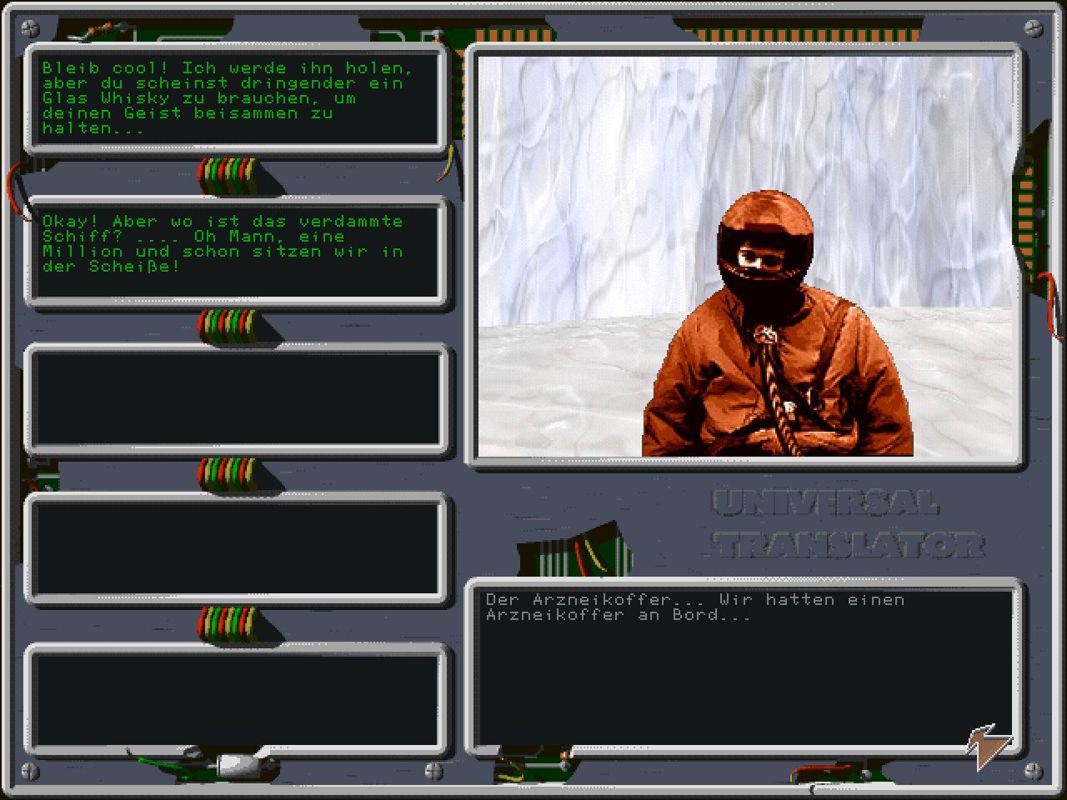 Bleib cool! Ich werde ihn holen,
aber du scheinst dringender ein
Glas Whisky zu brauchen, um
deinen Geist beisammen zu
halten...
Okay! Aber wo ist das verdammte
Schiff? .... Oh Mann, eine
Million und schon sitzen wir in
der Scheiße!
UNIVERSAL
TRANSLATOR
Der Arzneikoffer... Wir hatten einen
Arzneikoffer an Bord...